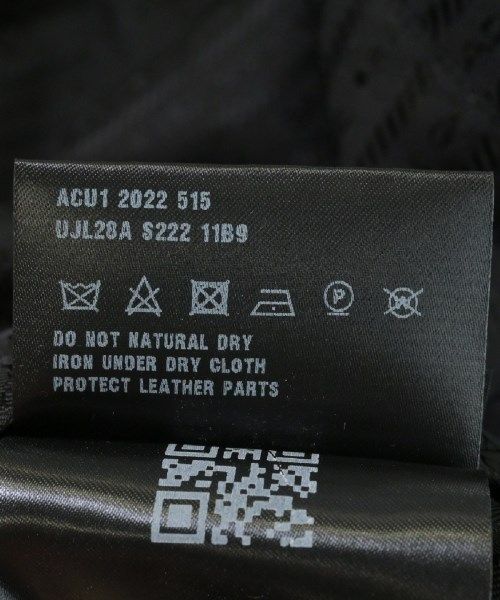 ACU1 2022 515
UJL28A S222 11B9
P
W
DO NOT NATURAL DRY
IRON UNDER DRY CLOTH
PROTECT LEATHER PARTS